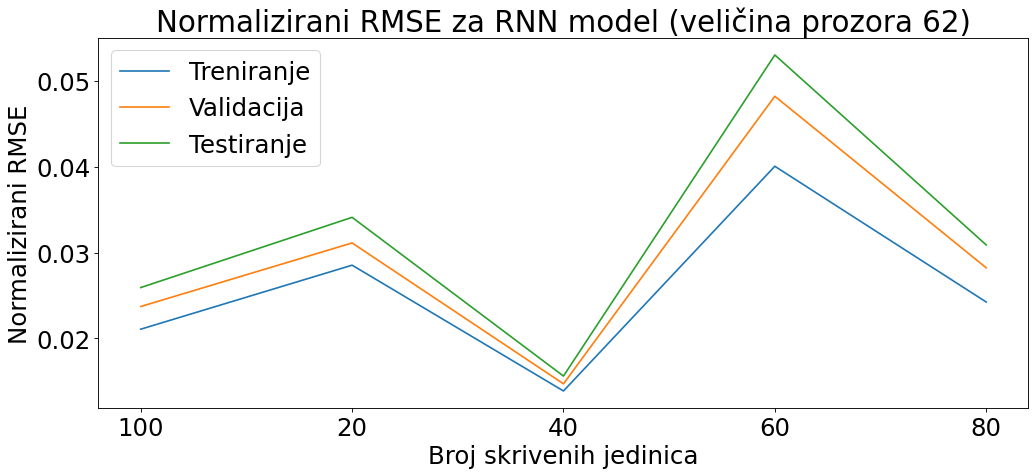 Normalizirani RMSE za RNN model (veličina prozora 62)
Treniranje
Validacija
Testiranje
Normalizirani RMSE
0.05
0.04
0.03
0.02
100 20 40 60 80
Broj skrivenih jedinica